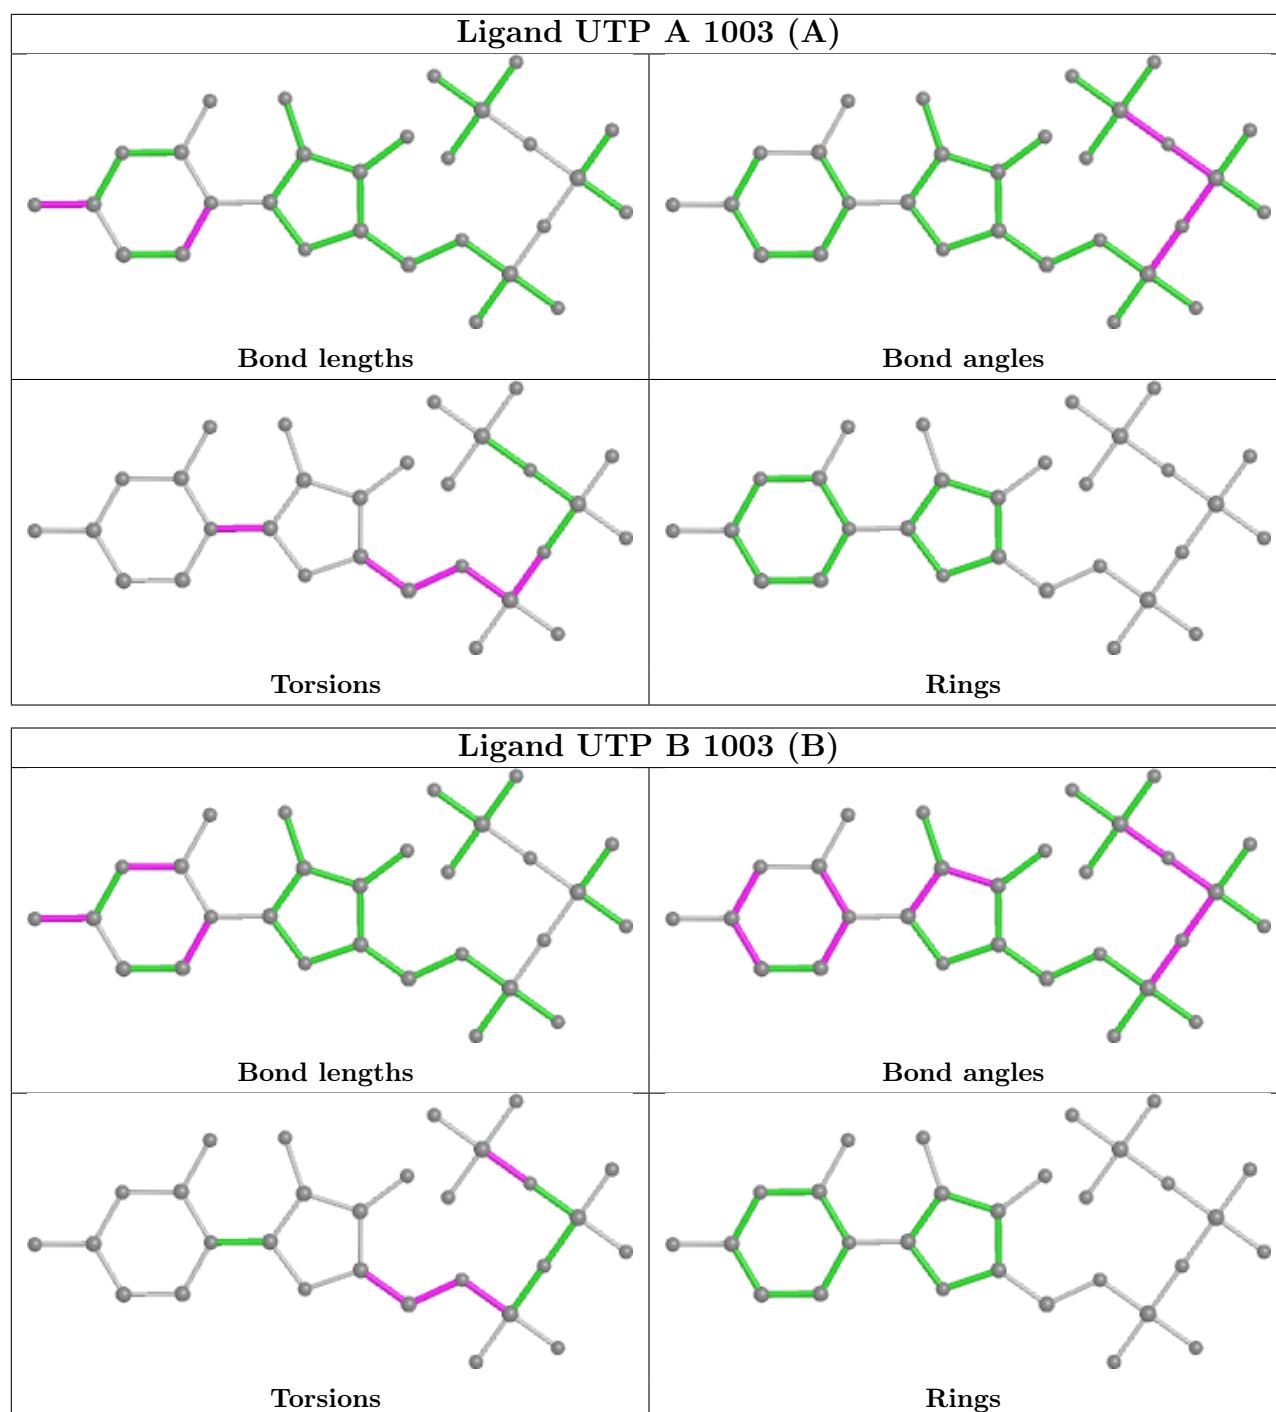 Ligand UTP A 1003 (A)
Bond lengths
Bond angles
Torsions
Rings
Ligand UTP B 1003 (B)
Bond lengths
Bond angles
Torsions
Rings